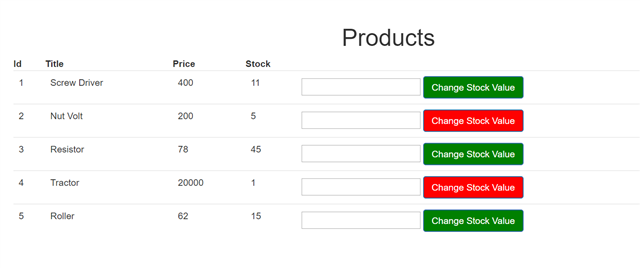 Products
Id Title Price Stock
1 Screw Driver 400 11 Change Stock Value
2 Nut Volt 200 5 Change Stock Value
3 Resistor 78 45 Change Stock Value
4 Tractor 20000 1 Change Stock Value
5 Roller 62 15 Change Stock Value